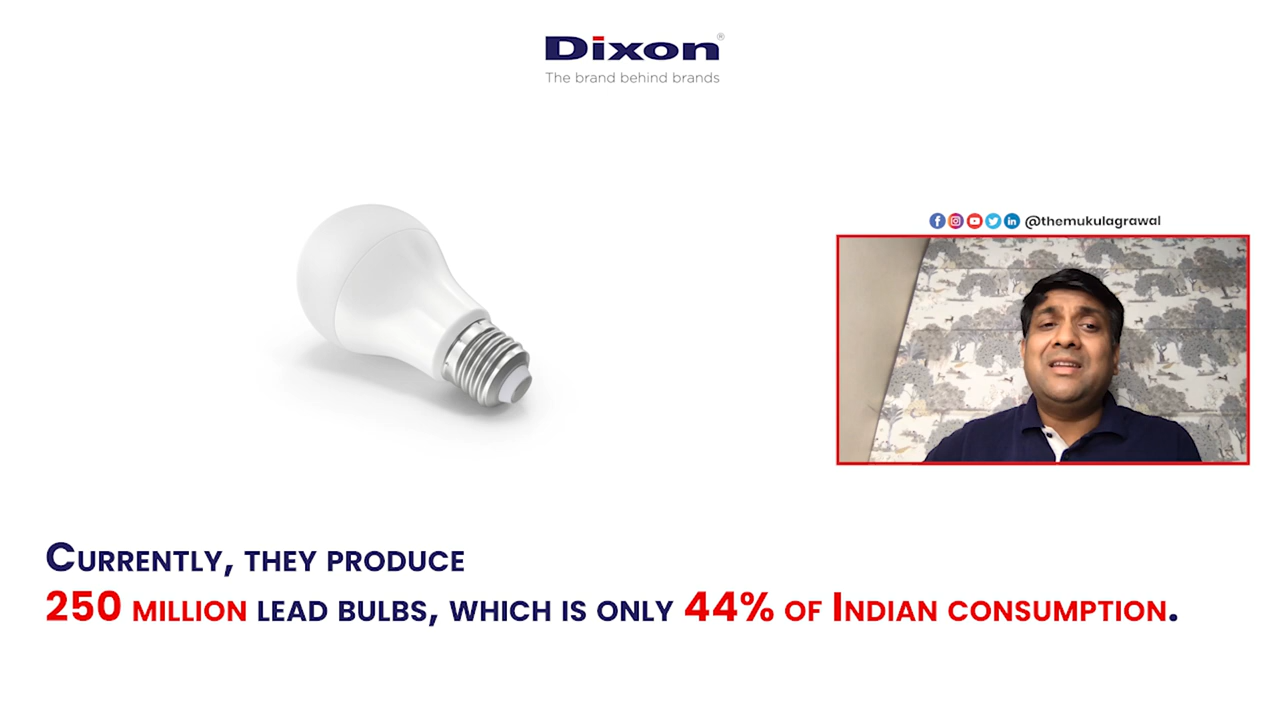 Dixon®
The brand behind brands
@themukulagrawal
Currently, they produce
250 million lead bulbs, which is only 44% of Indian consumption.